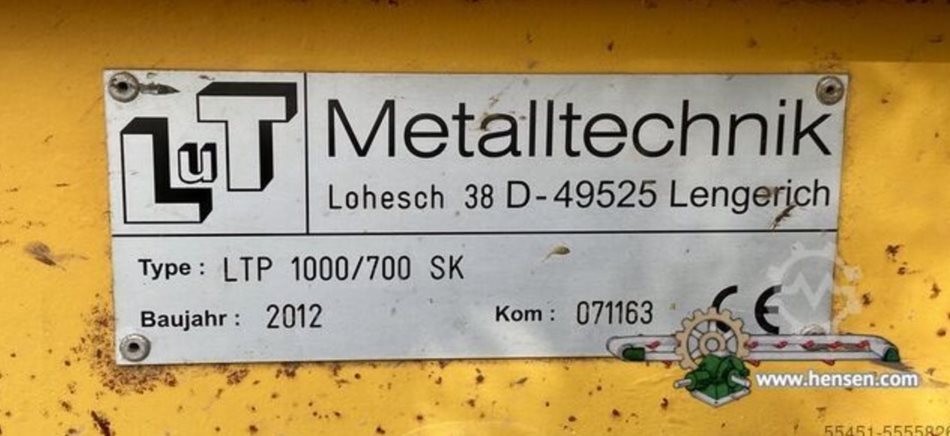 LuT
Metalltechnik
Lohesch 38 D-49525 Lengerich
Type: LTP 1000/700 SK
Baujahr: 2012 Kom: 071163
CE
www.hensen.com